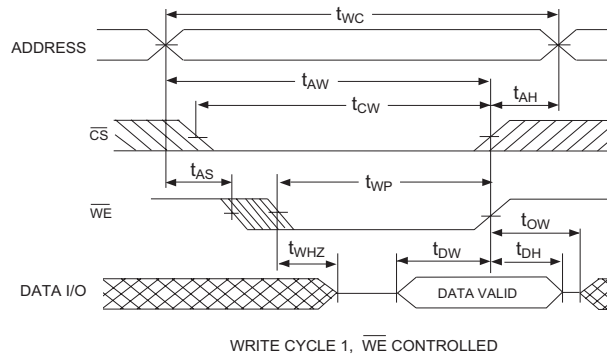 tWC
ADDRESS
tAW
tCW
tAH
CS
tAS
tWP
WE
tOW
tWHZ
tDW
tDH
DATA I/O
DATA VALID
WRITE CYCLE 1, WE CONTROLLED